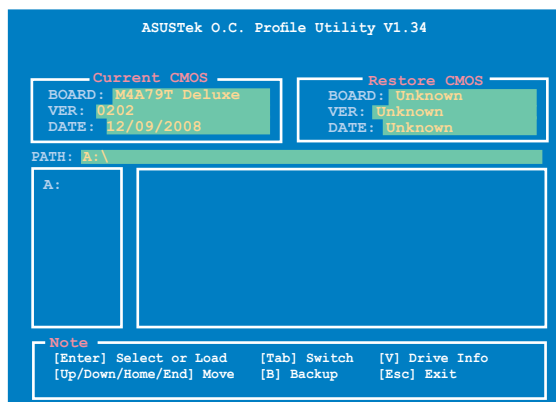 ASUSTek O.C. Profile Utility V1.34
Current CMOS
BOARD: M4A79T Deluxe
VER: 0202
DATE: 12/09/2008
Restore CMOS
BOARD: Unknown
VER: Unknown
DATE: Unknown
PATH: A:\
A:
Note
[Enter] Select or Load [Tab] Switch [V] Drive Info
[Up/Down/Home/End] Move [B] Backup [Esc] Exit